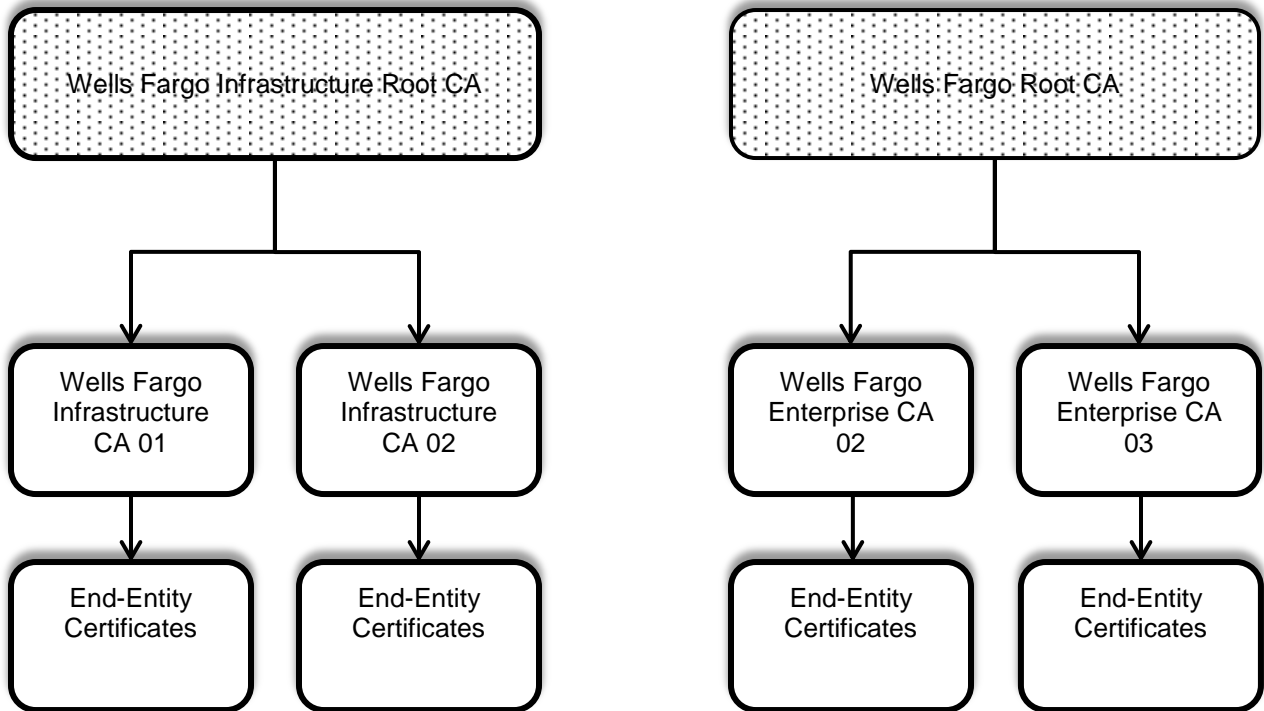 Wells Fargo Infrastructure Root CA
Wells Fargo Root CA
Wells Fargo
Infrastructure
CA 01
Wells Fargo
Infrastructure
CA 02
Wells Fargo
Enterprise CA
02
Wells Fargo
Enterprise CA
03
End-Entity
Certificates
End-Entity
Certificates
End-Entity
Certificates
End-Entity
Certificates